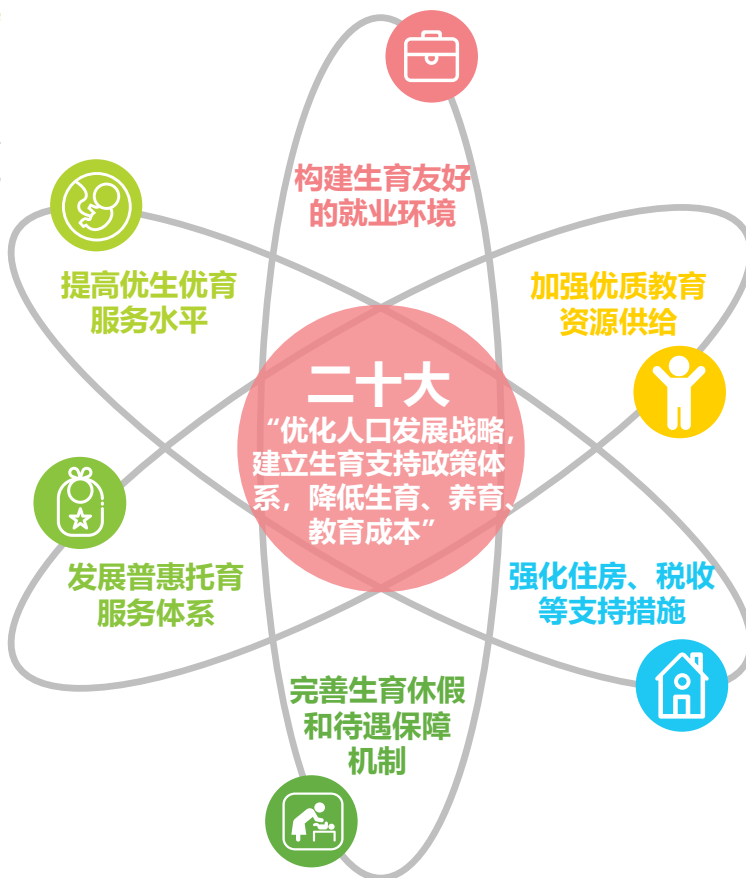 构建生育友好
的就业环境
提高优生优育
服务水平
加强优质教育
资源供给
二十大
“优化人口发展战略，
建立生育支持政策体
系，降低生育、养育、
教育成本”
发展普惠托育
服务体系
强化住房、税收
等支持措施
完善生育休假
和待遇保障
机制